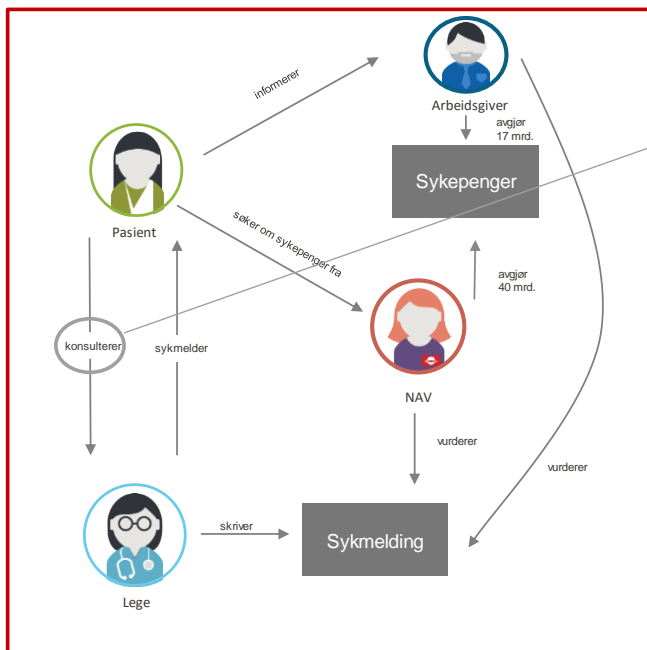 Arbeidsgiver
informerer
avgjør
17 mrd.
Sykepenger
Pasient
søker om sykepenger fra
avgjør
40 mrd.
konsulterer
sykmelder
NAV
vurderer
vurderer
skriver
Sykmelding
Lege